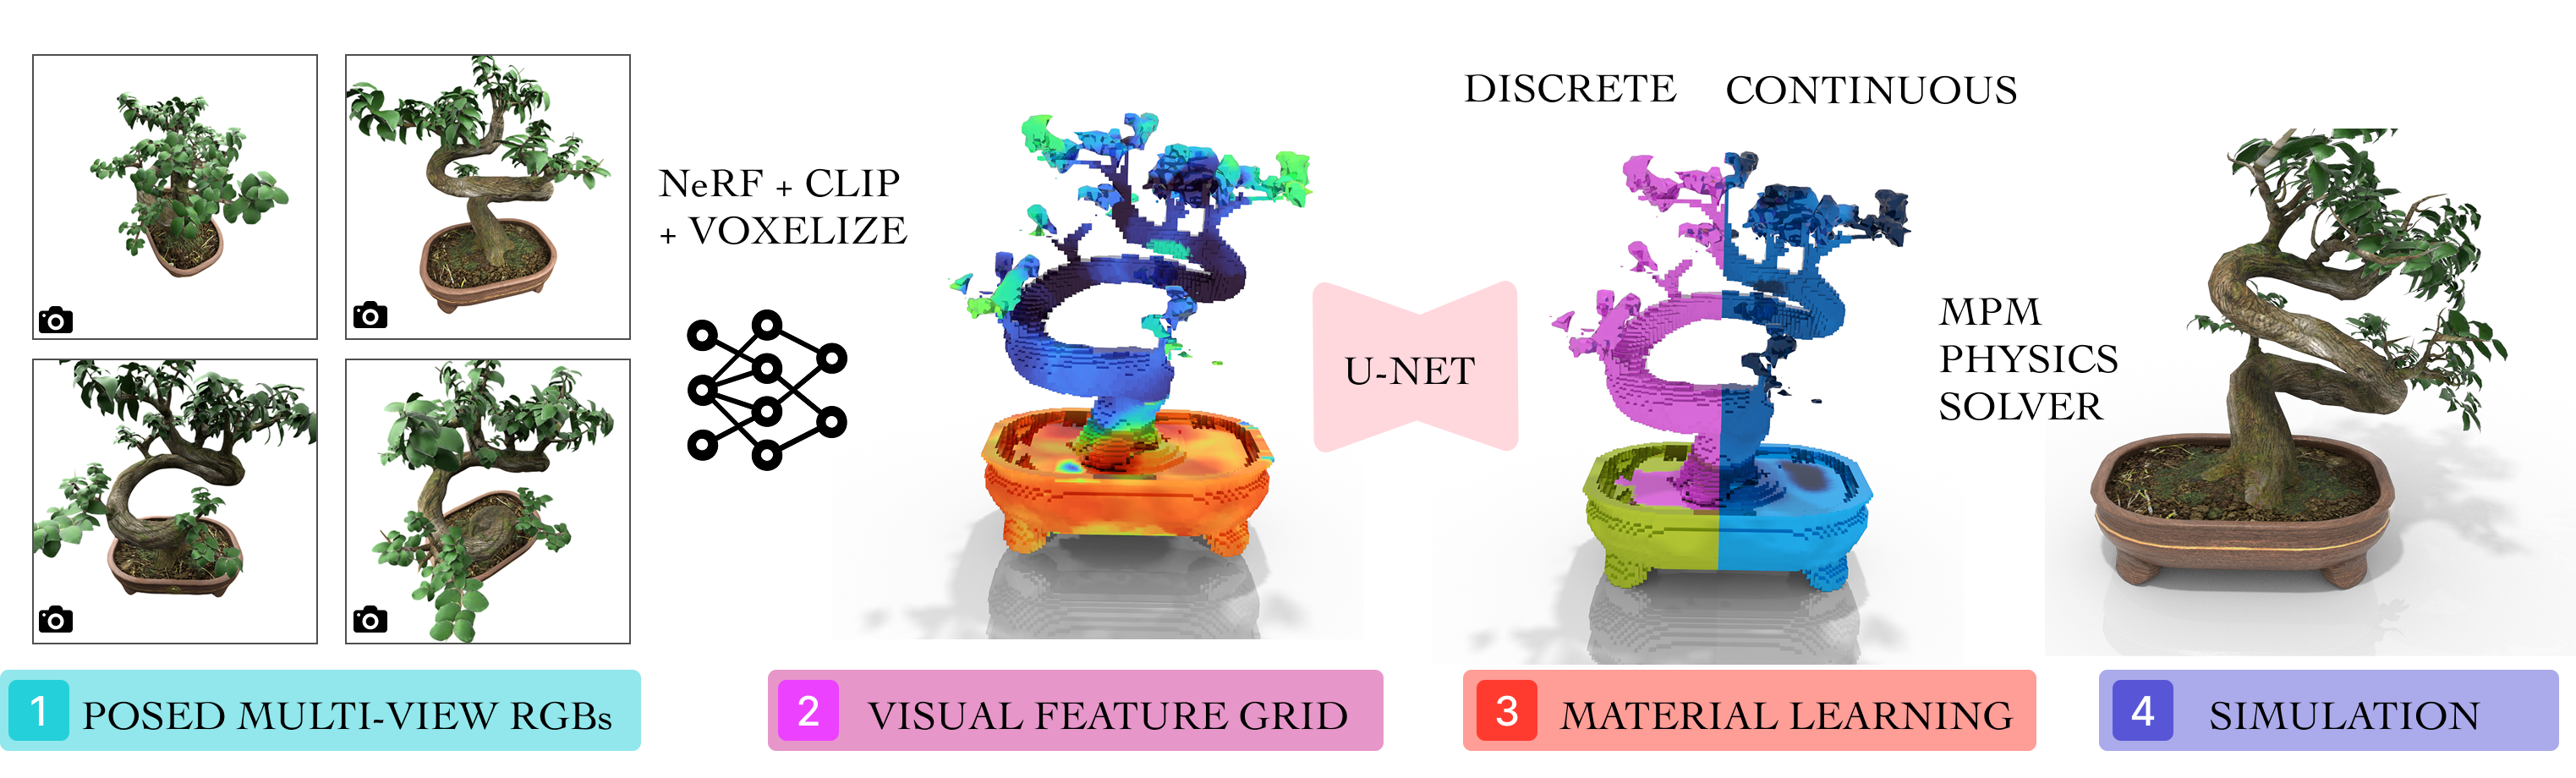 DISCRETE
CONTINUOUS
NeRF + CLIP
+ VOXELIZE
U-NET
MPM
PHYSICS
SOLVER
1 POSED MULTI-VIEW RGBs
2 VISUAL FEATURE GRID
3 MATERIAL LEARNING
4 SIMULATION